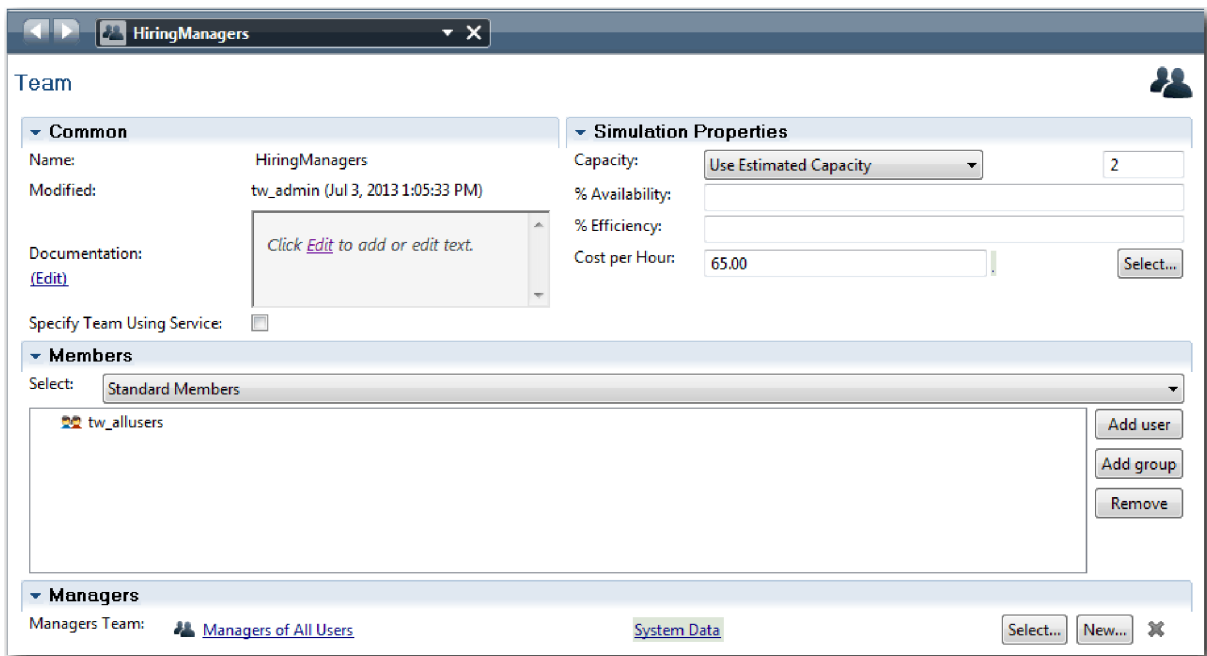 HiringManagers
Team
Common
Name: HiringManagers
Modified: tw_admin (Jul 3, 2013 1:05:33 PM)
Documentation:
(Edit)
Click Edit to add or edit text.
Specify Team Using Service:
Simulation Properties
Capacity: Use Estimated Capacity 2
% Availability:
% Efficiency:
Cost per Hour: 65.00 . Select...
Members
Select: Standard Members
tw_allusers
Add user
Add group
Remove
Managers
Managers Team: Managers of All Users System Data Select... New...